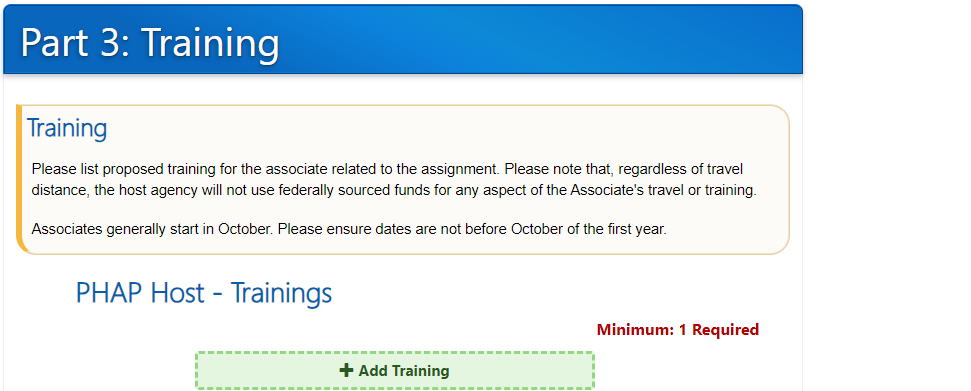 Part 3: Training
Training
Please list proposed training for the associate related to the assignment. Please note that, regardless of travel
distance, the host agency will not use federally sourced funds for any aspect of the Associate's travel or training.
Associates generally start in October. Please ensure dates are not before October of the first year.
PHAP Host - Trainings
Minimum: 1 Required
+ Add Training